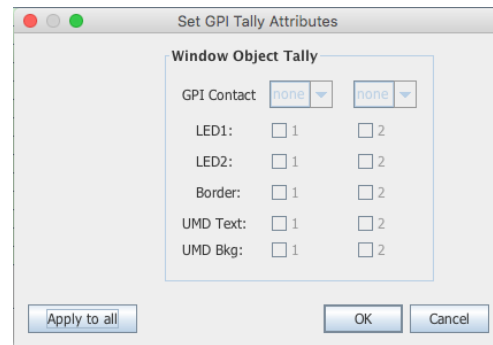 Set GPI Tally Attributes
Window Object Tally
GPI Contact none none
LED1: 1 2
LED2: 1 2
Border: 1 2
UMD Text: 1 2
UMD Bkg: 1 2
Apply to all OK Cancel